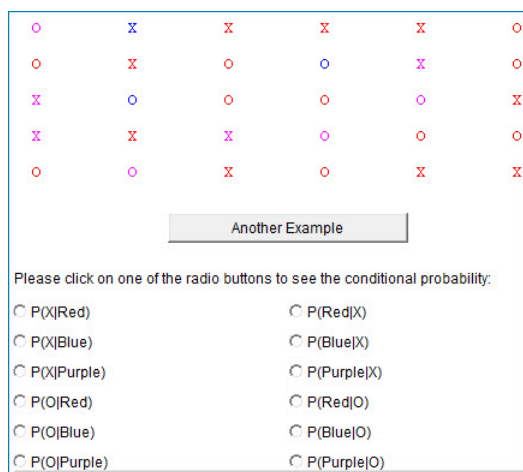 O X X X X O
O X O O X O
X O O O O X
X X X O O O
O O X O X X
Another Example
Please click on one of the radio buttons to see the conditional probability:
P(X|Red) P(Red|X)
P(X|Blue) P(Blue|X)
P(X|Purple) P(Purple|X)
P(O|Red) P(Red|O)
P(O|Blue) P(Blue|O)
P(O|Purple) P(Purple|O)